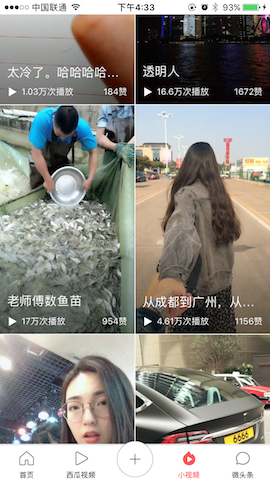 中国联通
下午4:33
93%
太冷了。哈哈哈哈...
1.03万次播放
184赞
透明人
16.6万次播放
1672赞
老师傅数鱼苗
17万次播放
954赞
从成都到广州，从...
4.61万次播放
1156赞
6666
首页
西瓜视频
小视频
微头条